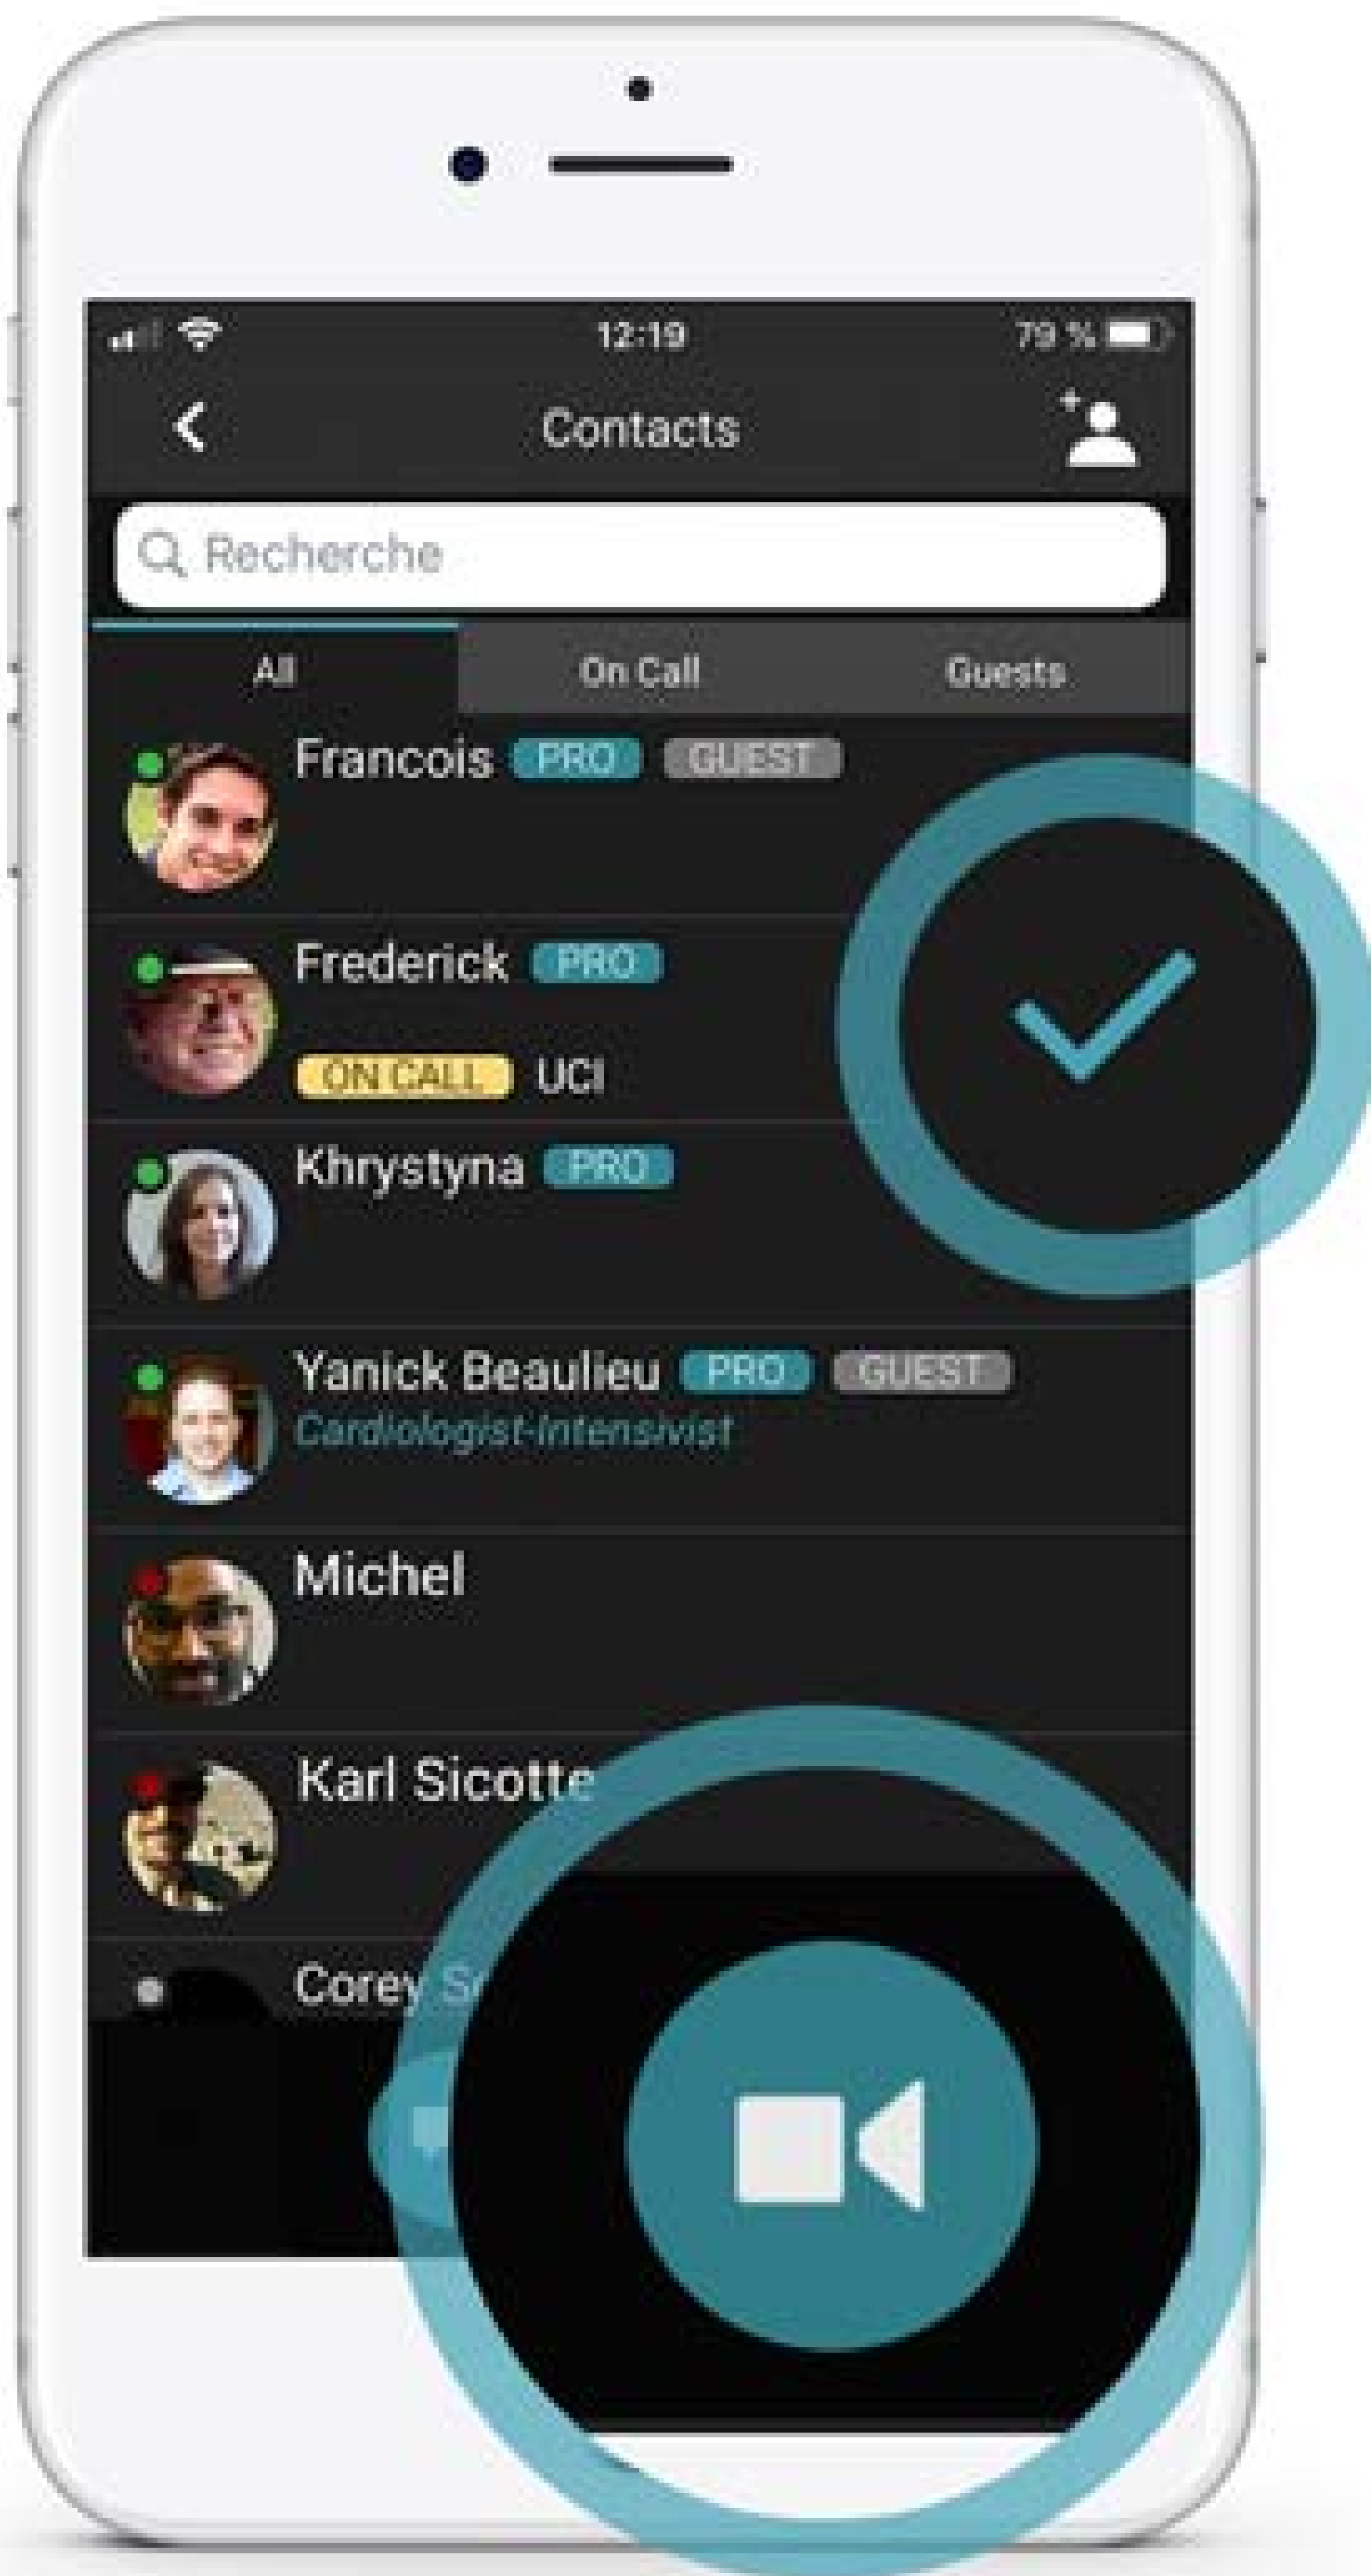 12:19 79 %
Contacts
Recherche
All On Call Guests
Francois PRO GUEST
Frederick PRO
ON CALL UCI
Khrystyna PRO
Yanick Beaulieu PRO GUEST
Cardiologist-Intensivist
Michel
Karl Sicotte
Corey